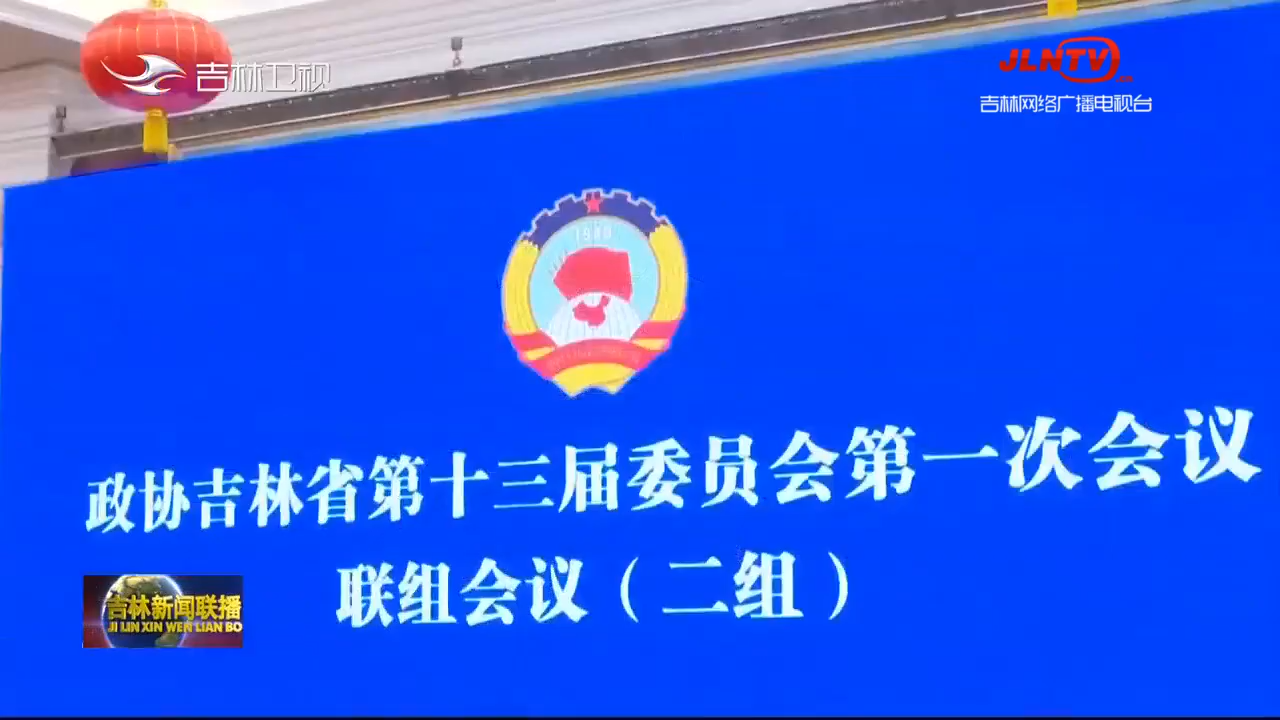 吉林卫视
JLNTV
吉林网络广播电视台
政协吉林省第十三届委员会第一次会议
联组会议（二组）
吉林新闻联播
JI LIN XIN WEN LIAN BO